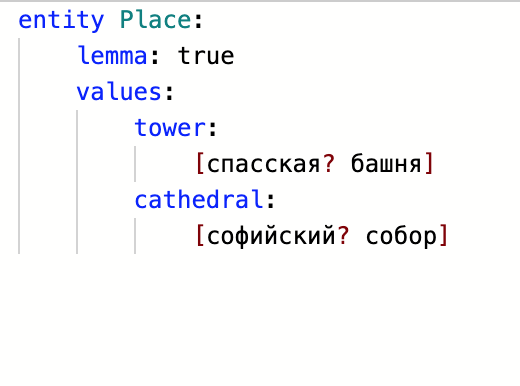 entity Place:
lemma: true
values:
tower:
[спасская? башня]
cathedral:
[софийский? собор]